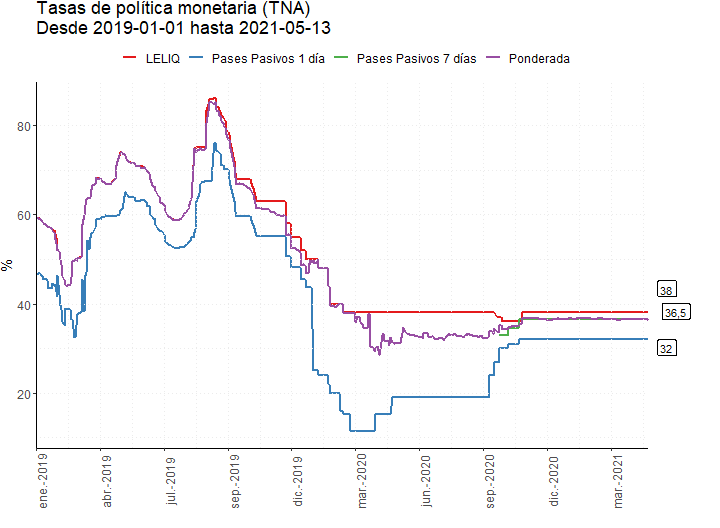 Tasas de política monetaria (TNA)
Desde 2019-01-01 hasta 2021-05-13
LELIQ Pases Pasivos 1 día Pases Pasivos 7 días Ponderada
%
80
60
40
20
38
36,5
32
ene.-2019
abr.-2019
jul.-2019
sep.-2019
dic.-2019
mar.-2020
jun.-2020
sep.-2020
dic.-2020
mar.-2021